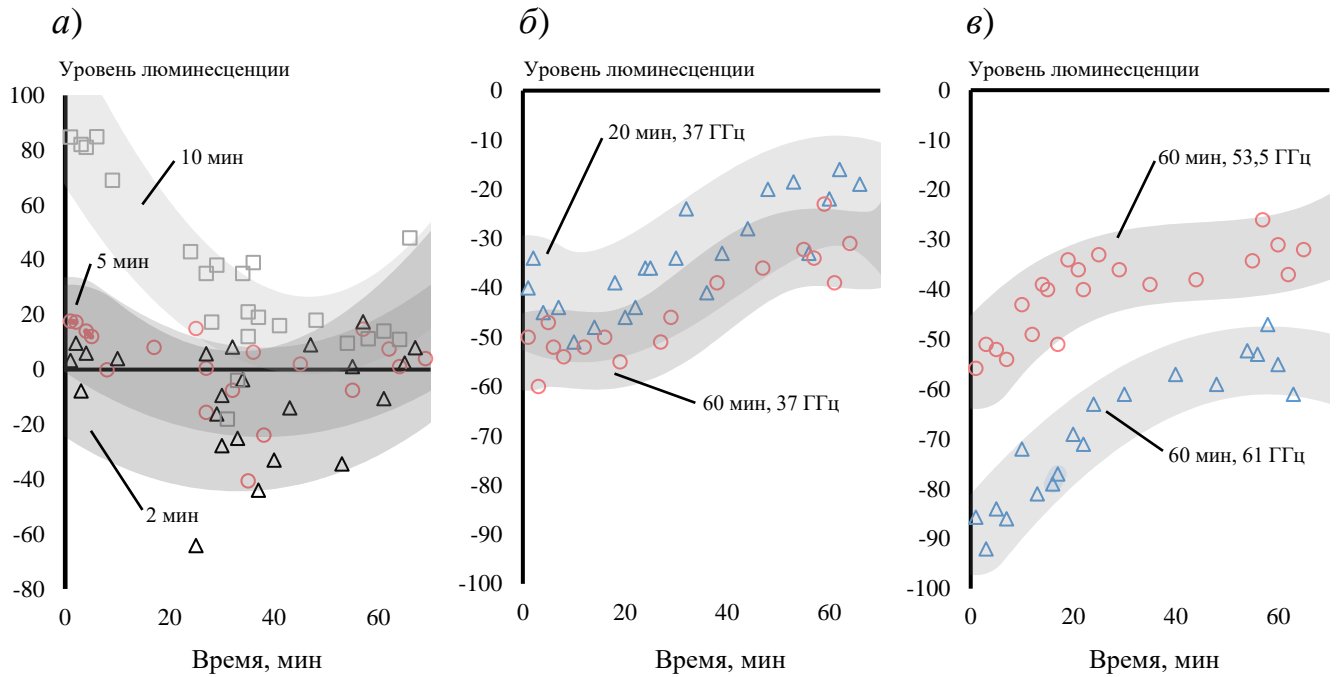 а)
Уровень люминесценции
100
80
60
40
20
0
-20
-40
-60
-80
10 мин
5 мин
2 мин
0
20
40
60
Время, мин
б)
Уровень люминесценции
0
-10
-20
-30
-40
-50
-60
-70
-80
-90
-100
20 мин, 37 ГГц
60 мин, 37 ГГц
0
20
40
60
Время, мин
в)
Уровень люминесценции
0
-10
-20
-30
-40
-50
-60
-70
-80
-90
-100
60 мин, 53,5 ГГц
60 мин, 61 ГГц
0
20
40
60
Время, мин